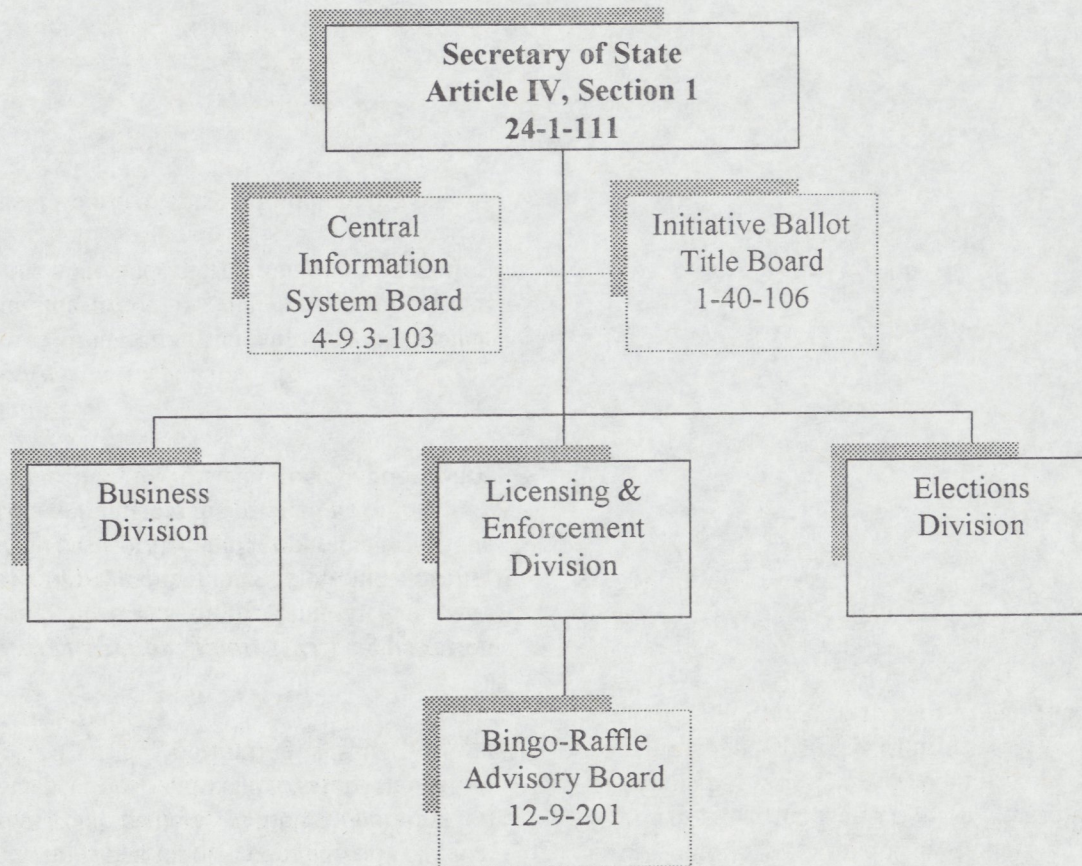 Secretary of State
Article IV, Section 1
24-1-111
Central
Information
System Board
4-9.3-103
Initiative Ballot
Title Board
1-40-106
Business
Division
Licensing &
Enforcement
Division
Elections
Division
Bingo-Raffle
Advisory Board
12-9-201